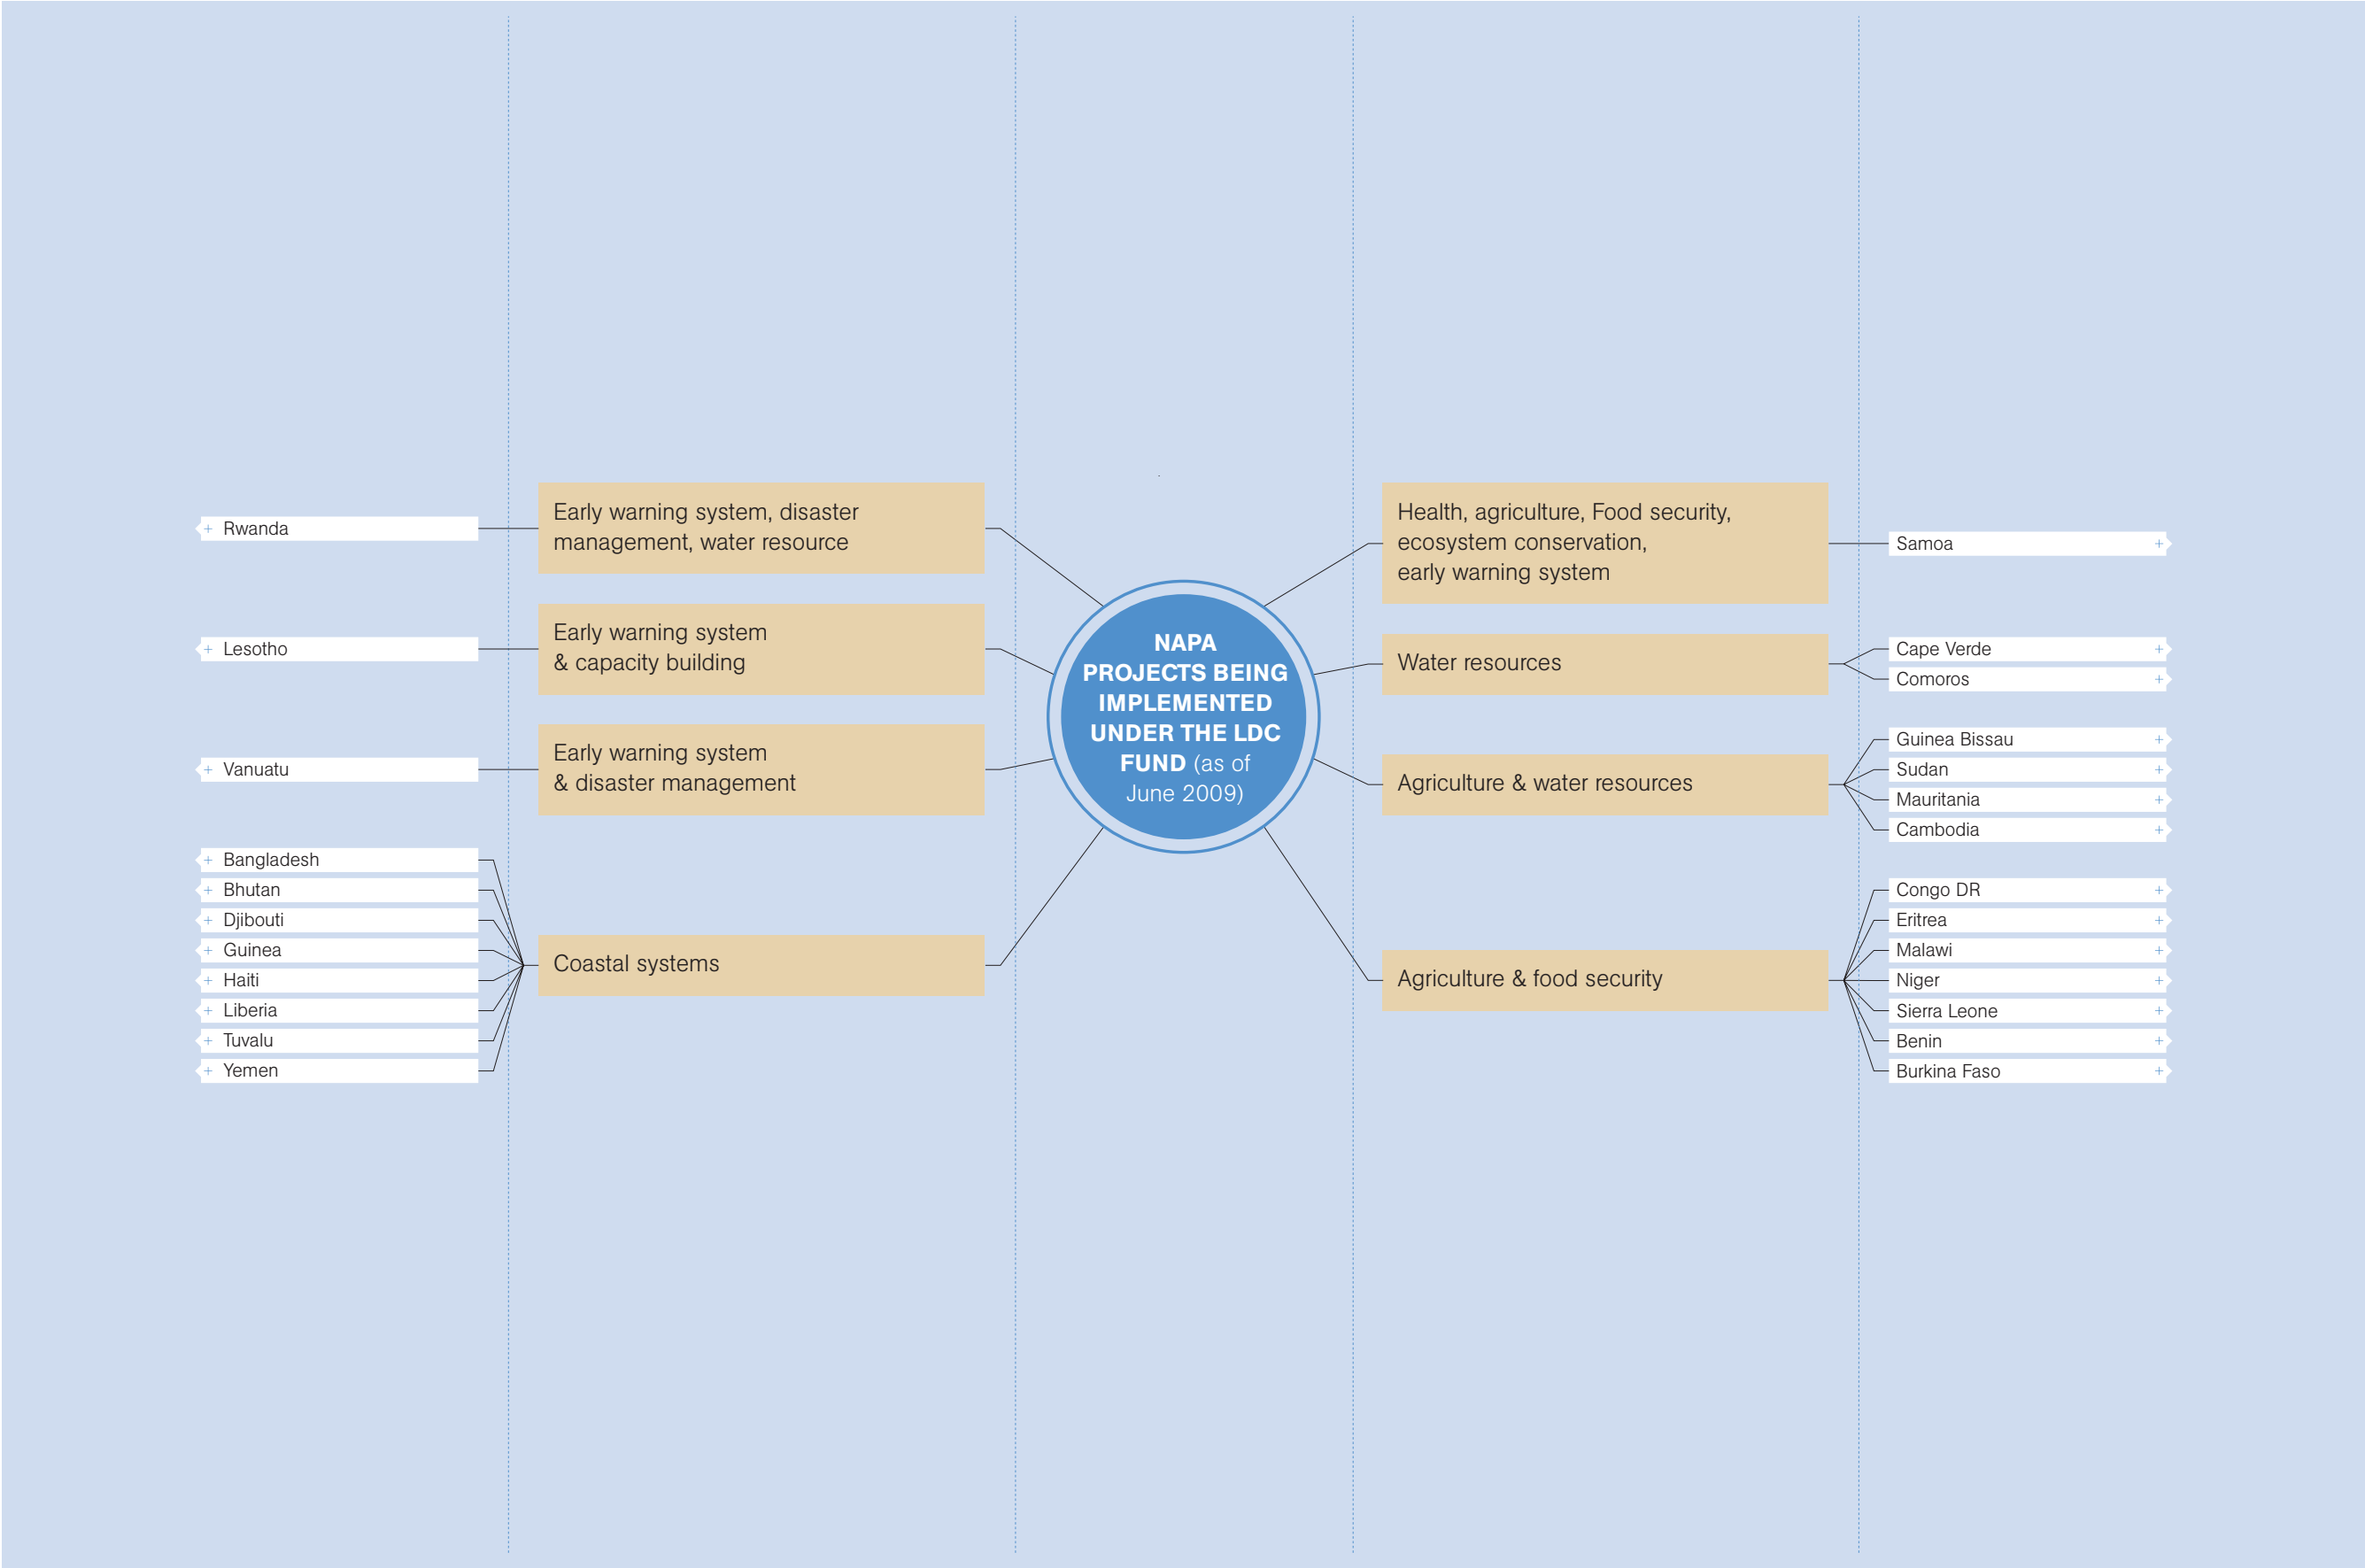 Rwanda
Early warning system, disaster
management, water resource
Lesotho
Early warning system
& capacity building
Vanuatu
Early warning system
& disaster management
Bangladesh
Bhutan
Djibouti
Guinea
Haiti
Liberia
Tuvalu
Yemen
Coastal systems
NAPA
PROJECTS BEING
IMPLEMENTED
UNDER THE LDC
FUND (as of
June 2009)
Health, agriculture, Food security,
ecosystem conservation,
early warning system
Samoa
Water resources
Cape Verde
Comoros
Agriculture & water resources
Guinea Bissau
Sudan
Mauritania
Cambodia
Agriculture & food security
Congo DR
Eritrea
Malawi
Niger
Sierra Leone
Benin
Burkina Faso